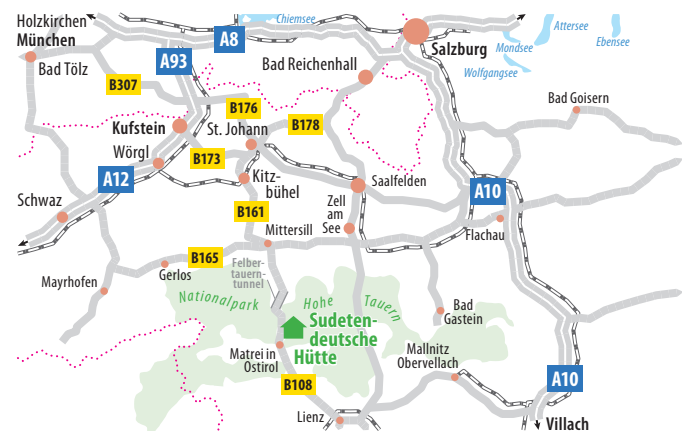 Holzkirchen
München
Bad Tölz
A8
Chiemsee
Salzburg
Attersee
Mondsee
Ebensee
Wolfgangsee
A93
B307
Bad Reichenhall
Bad Goisern
B176
Kufstein
St. Johann
B178
Wörgl
B173
A12
Kitz-
bühel
Saalfelden
A10
Schwaz
B161
Zell
am
See
Mittersill
Flachau
B165
Gerlos
Mayrhofen
Felber-
tauern-
tunnel
Nationalpark
Hohe
Tauern
Bad
Gastein
Sudeten-
deutsche
Hütte
Matrei in
Ostirol
Mallnitz
Obervellach
B108
A10
Lienz
Villach